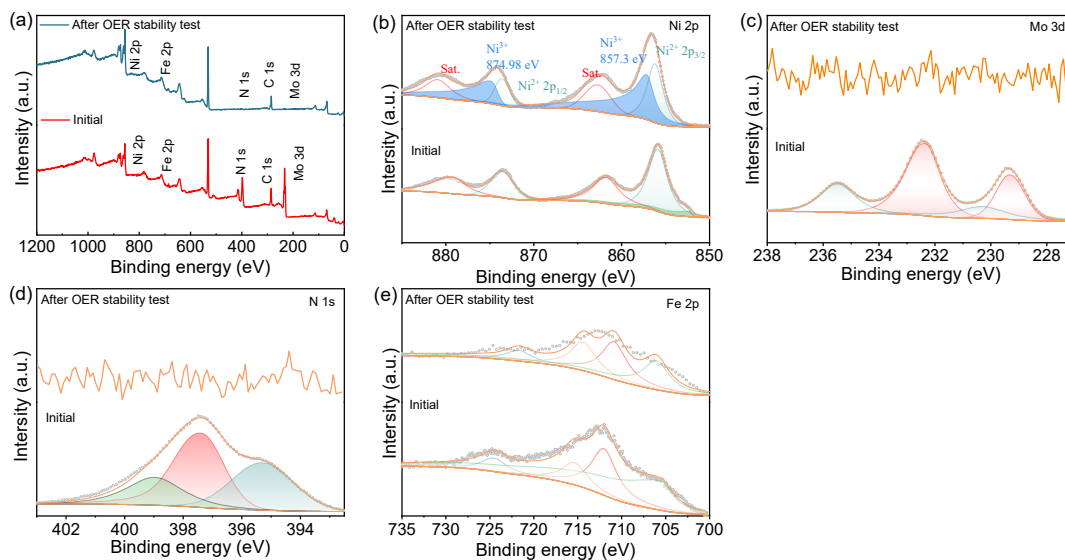 (a)
After OER stability test
Ni 2p
Fe 2p
N 1s
C 1s
Mo 3d
Initial
Ni 2p
Fe 2p
N 1s
C 1s
Mo 3d
Intensity (a.u.)
1200 1000 800 600 400 200 0
Binding energy (eV)
(b)
After OER stability test
Ni 2p
Ni³⁺
874.98 eV
Ni³⁺
857.3 eV
Ni²⁺ 2p3/2
Sat.
Ni²⁺ 2p1/2
Sat.
Initial
Intensity (a.u.)
880 870 860 850
Binding energy (eV)
(c)
After OER stability test
Mo 3d
Initial
Intensity (a.u.)
238 236 234 232 230 228
Binding energy (eV)
(d)
After OER stability test
N 1s
Initial
Intensity (a.u.)
402 400 398 396 394
Binding energy (eV)
(e)
After OER stability test
Fe 2p
Initial
Intensity (a.u.)
735 725 715 710 705 700
Binding energy (eV)